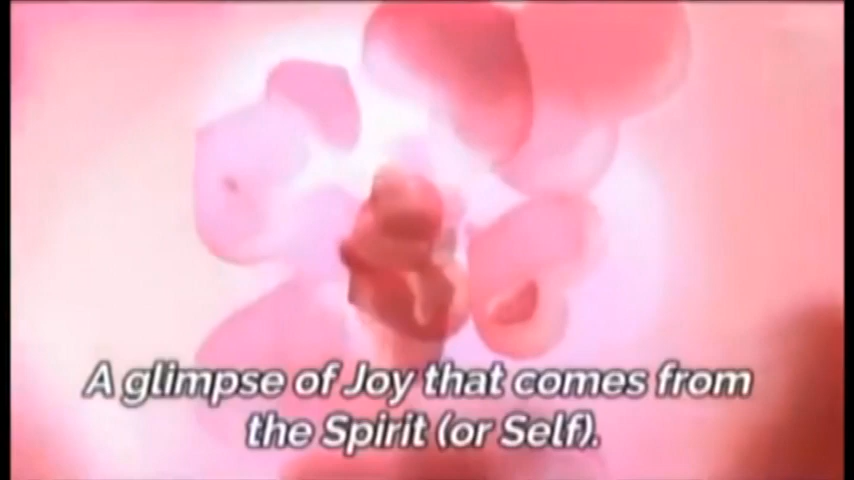 A glimpse of Joy that comes from
the Spirit (or Self).